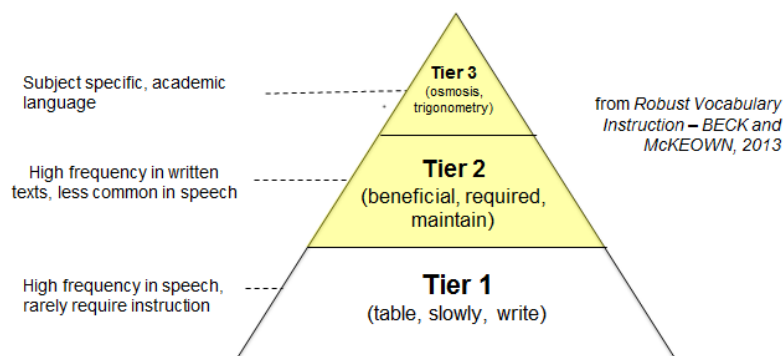 Tier 3
(osmosis,
trigonometry)
Subject specific, academic
language
from Robust Vocabulary
Instruction – BECK and
McKEOWN, 2013
High frequency in written
texts, less common in speech
Tier 2
(beneficial, required,
maintain)
High frequency in speech,
rarely require instruction
Tier 1
(table, slowly, write)